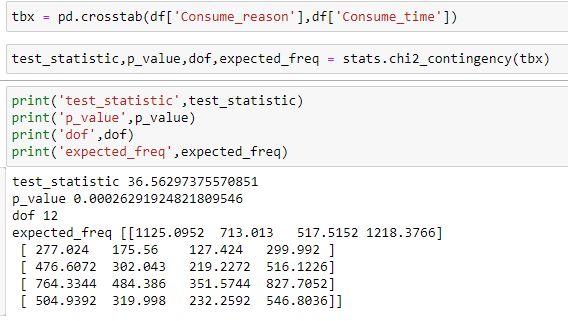 tbx = pd.crosstab(df['Consume_reason'],df['Consume_time'])
test_statistic,p_value,dof,expected_freq = stats.chi2_contingency(tbx)
print('test_statistic',test_statistic)
print('p_value',p_value)
print('dof',dof)
print('expected_freq',expected_freq)
test_statistic 36.56297375570851
p_value 0.00026291924821809546
dof 12
expected_freq [[1125.0952  713.013   517.5152 1218.3766]
 [ 277.024   175.56    127.424   299.992 ]
 [ 476.6072  302.043   219.2272  516.1226]
 [ 764.3344  484.386   351.5744  827.7052]
 [ 504.9392  319.998   232.2592  546.8036]]